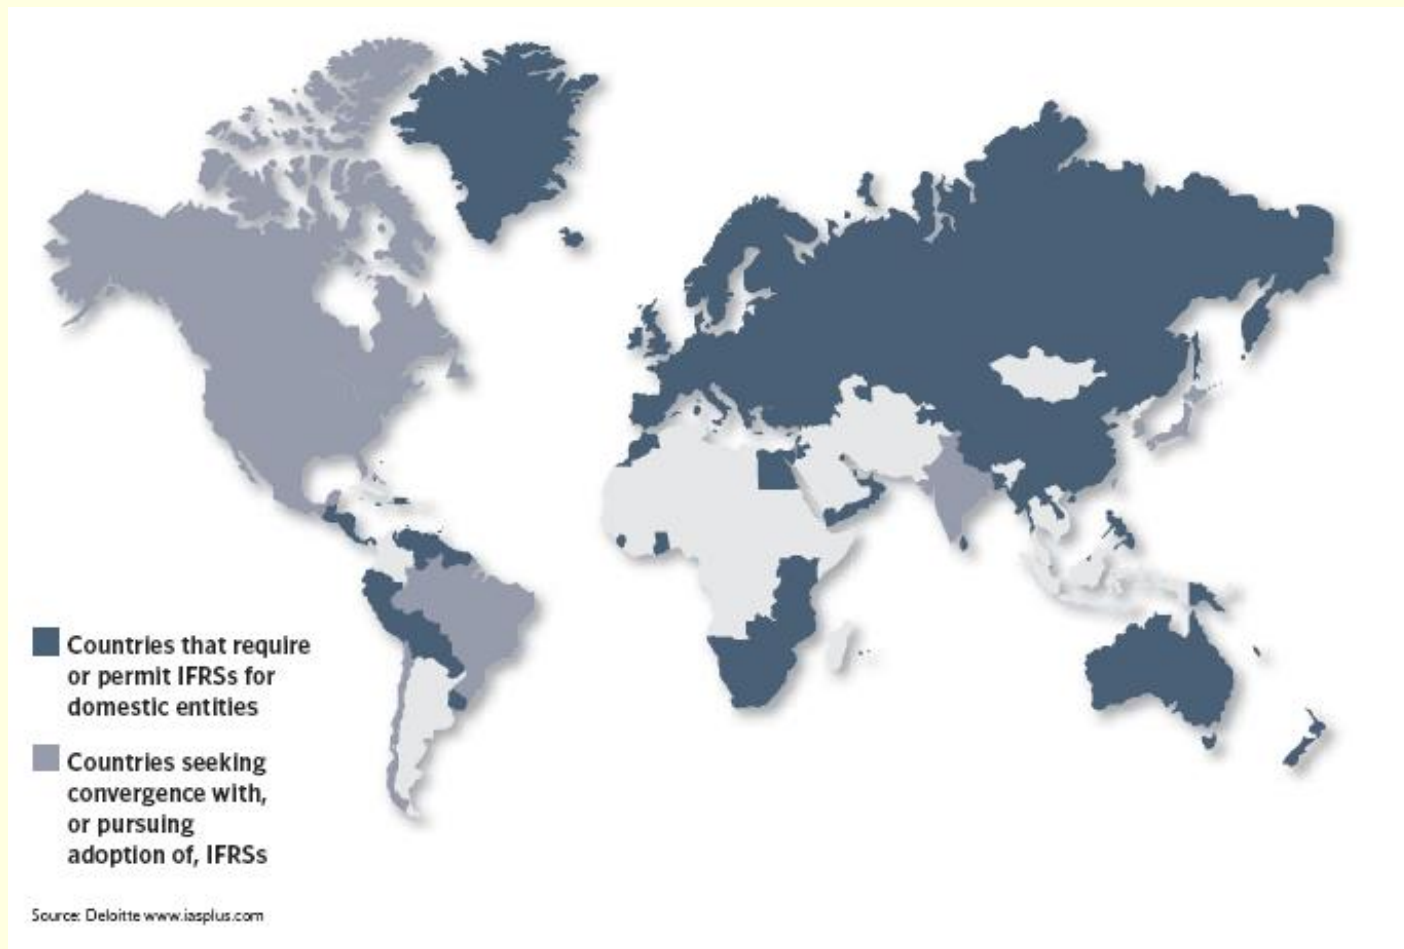 Countries that require
or permit IFRSs for
domestic entities
Countries seeking
convergence with,
or pursuing
adoption of, IFRSs
Source: Deloitte www.iasplus.com